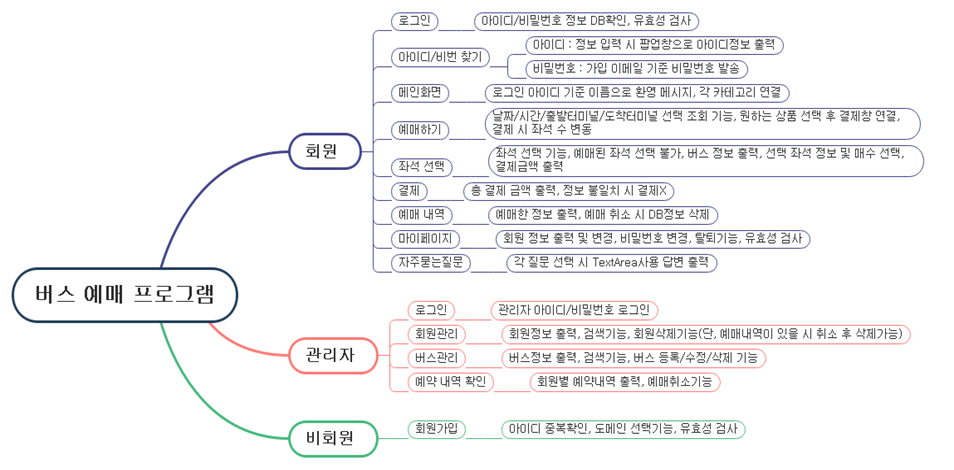 버스 예매 프로그램
회원
로그인
아이디/비밀번호 정보 DB확인, 유효성 검사
아이디/비번 찾기
아이디 : 정보 입력 시 팝업창으로 아이디정보 출력
비밀번호 : 가입 이메일 기준 비밀번호 발송
메인화면
로그인 아이디 기준 이름으로 환영 메시지, 각 카테고리 연결
예매하기
날짜/시간/출발터미널/도착터미널 선택 조회 기능, 원하는 상품 선택 후 결제창 연결,
결제 시 좌석 수 변동
좌석 선택
좌석 선택 기능, 예매된 좌석 선택 불가, 버스 정보 출력, 선택 좌석 정보 및 매수 선택,
결제금액 출력
결제
총 결제 금액 출력, 정보 불일치 시 결제X
예매 내역
예매한 정보 출력, 예매 취소 시 DB정보 삭제
마이페이지
회원 정보 출력 및 변경, 비밀번호 변경, 탈퇴기능, 유효성 검사
자주묻는질문
각 질문 선택 시 TextArea사용 답변 출력
관리자
로그인
관리자 아이디/비밀번호 로그인
회원관리
회원정보 출력, 검색기능, 회원삭제기능(단, 예매내역이 있을 시 취소 후 삭제가능)
버스관리
버스정보 출력, 검색기능, 버스 등록/수정/삭제 기능
예약 내역 확인
회원별 예약내역 출력, 예매취소기능
비회원
회원가입
아이디 중복확인, 도메인 선택기능, 유효성 검사